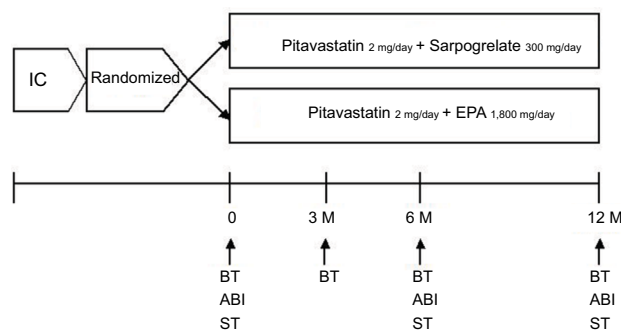 Pitavastatin 2 mg/day + Sarpogrelate 300 mg/day
IC
Randomized
Pitavastatin 2 mg/day + EPA 1,800 mg/day
0 3 M 6 M 12 M
BT BT BT BT
ABI ABI ABI
ST ST ST